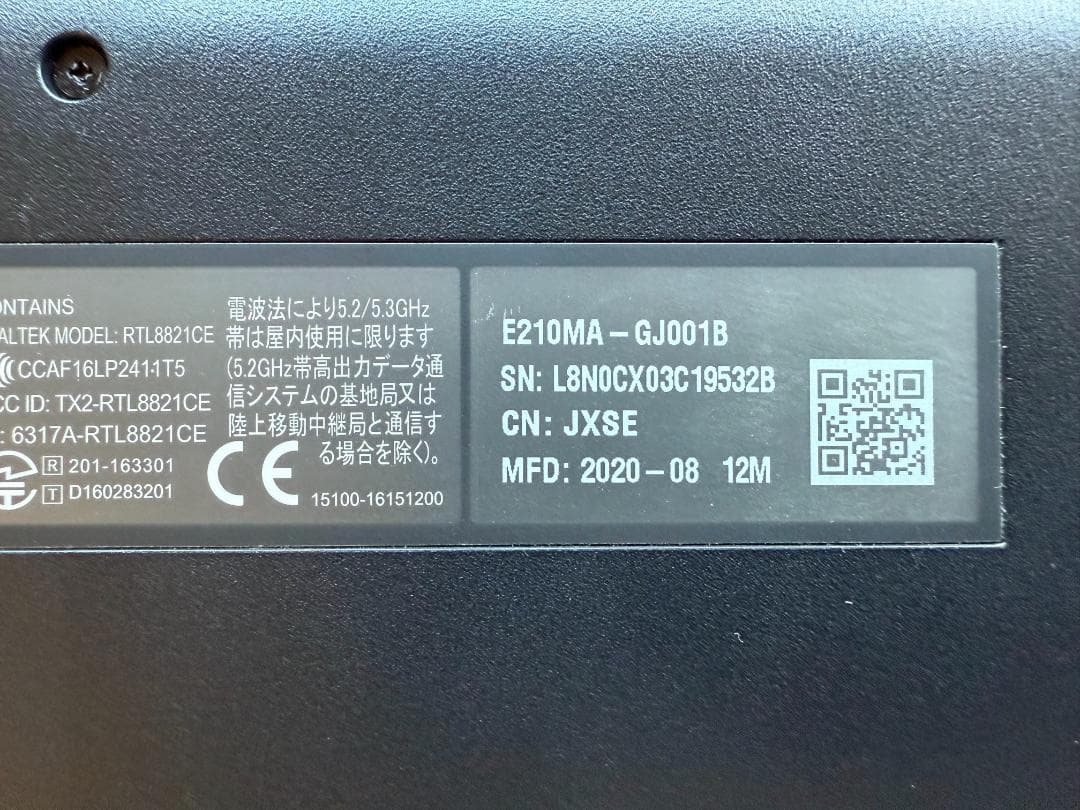 ONTAINS
ALTEK MODEL: RTL8821CE
CCAF16LP2411T5
CC ID: TX2-RTL8821CE
: 6317A-RTL8821CE
R 201-163301
T D160283201
電波法により5.2/5.3GHz
帯は屋内使用に限ります
(5.2GHz帯高出力データ通
信システムの基地局又は
陸上移動中継局と通信す
る場合を除く)。
CE
15100-16151200
E210MA-GJ001B
SN: L8N0CX03C19532B
CN: JXSE
MFD: 2020-08 12M